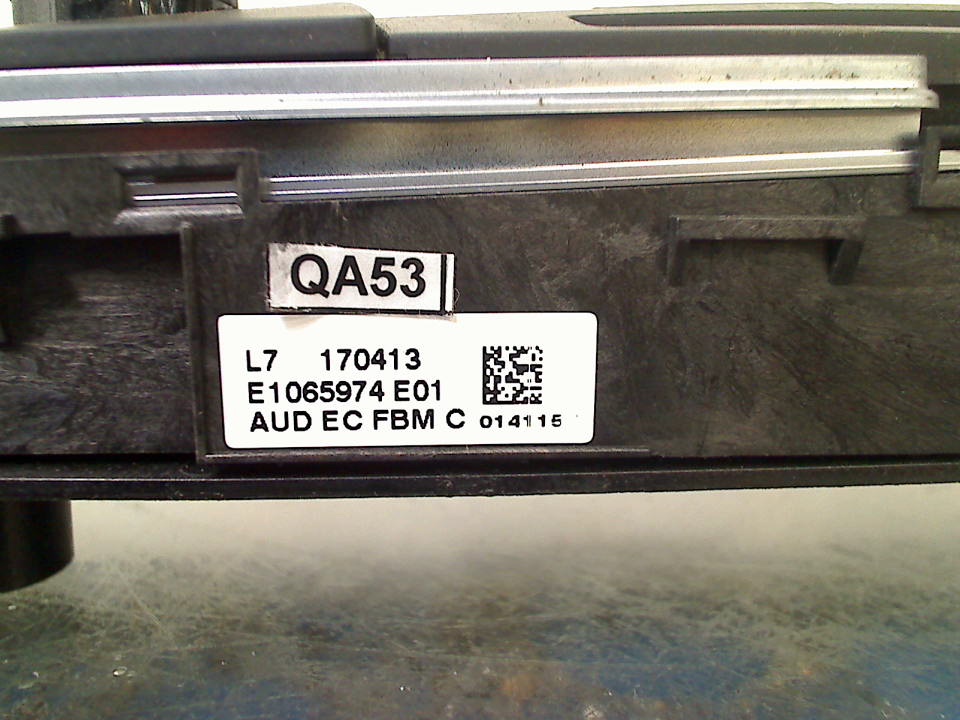 QA53
L7 170413
E1065974 E01
AUD EC FBM C 014115